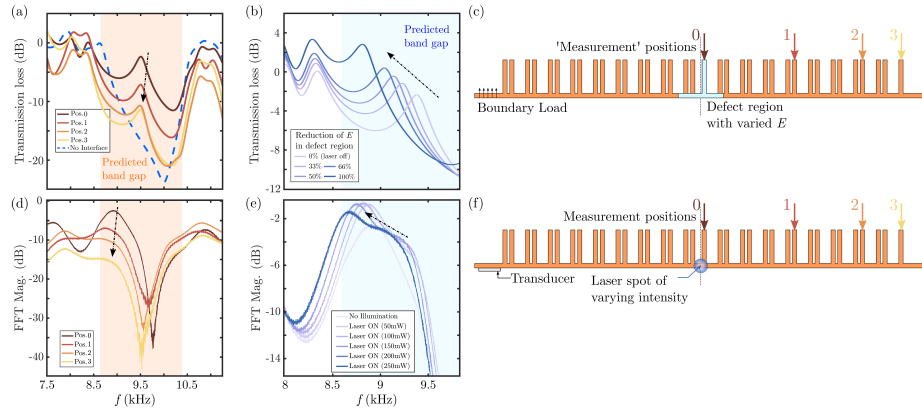 (a)
Transmission loss (dB)
5
0
-5
-10
-15
-20
Pos.0
Pos.1
Pos.2
Pos.3
No Interface
Predicted
band gap
(b)
Transmission loss (dB)
4
0
-4
-8
-12
Predicted
band gap
Reduction of E
in defect region
0% (laser off)
33%
66%
50%
100%
(c)
'Measurement' positions
0
1
2
3
Boundary Load
Defect region
with varied E
(d)
FFT Mag. (dB)
0
-10
-20
-30
-40
Pos.0
Pos.1
Pos.2
Pos.3
7.5
8.5
9.5
10.5
f (kHz)
(e)
FFT Mag. (dB)
-2
-6
-10
-14
No Illumination
Laser ON (50mW)
Laser ON (100mW)
Laser ON (150mW)
Laser ON (200mW)
Laser ON (250mW)
8
8.5
9
9.5
f (kHz)
(f)
Measurement positions
0
1
2
3
Transducer
Laser spot of
varying intensity